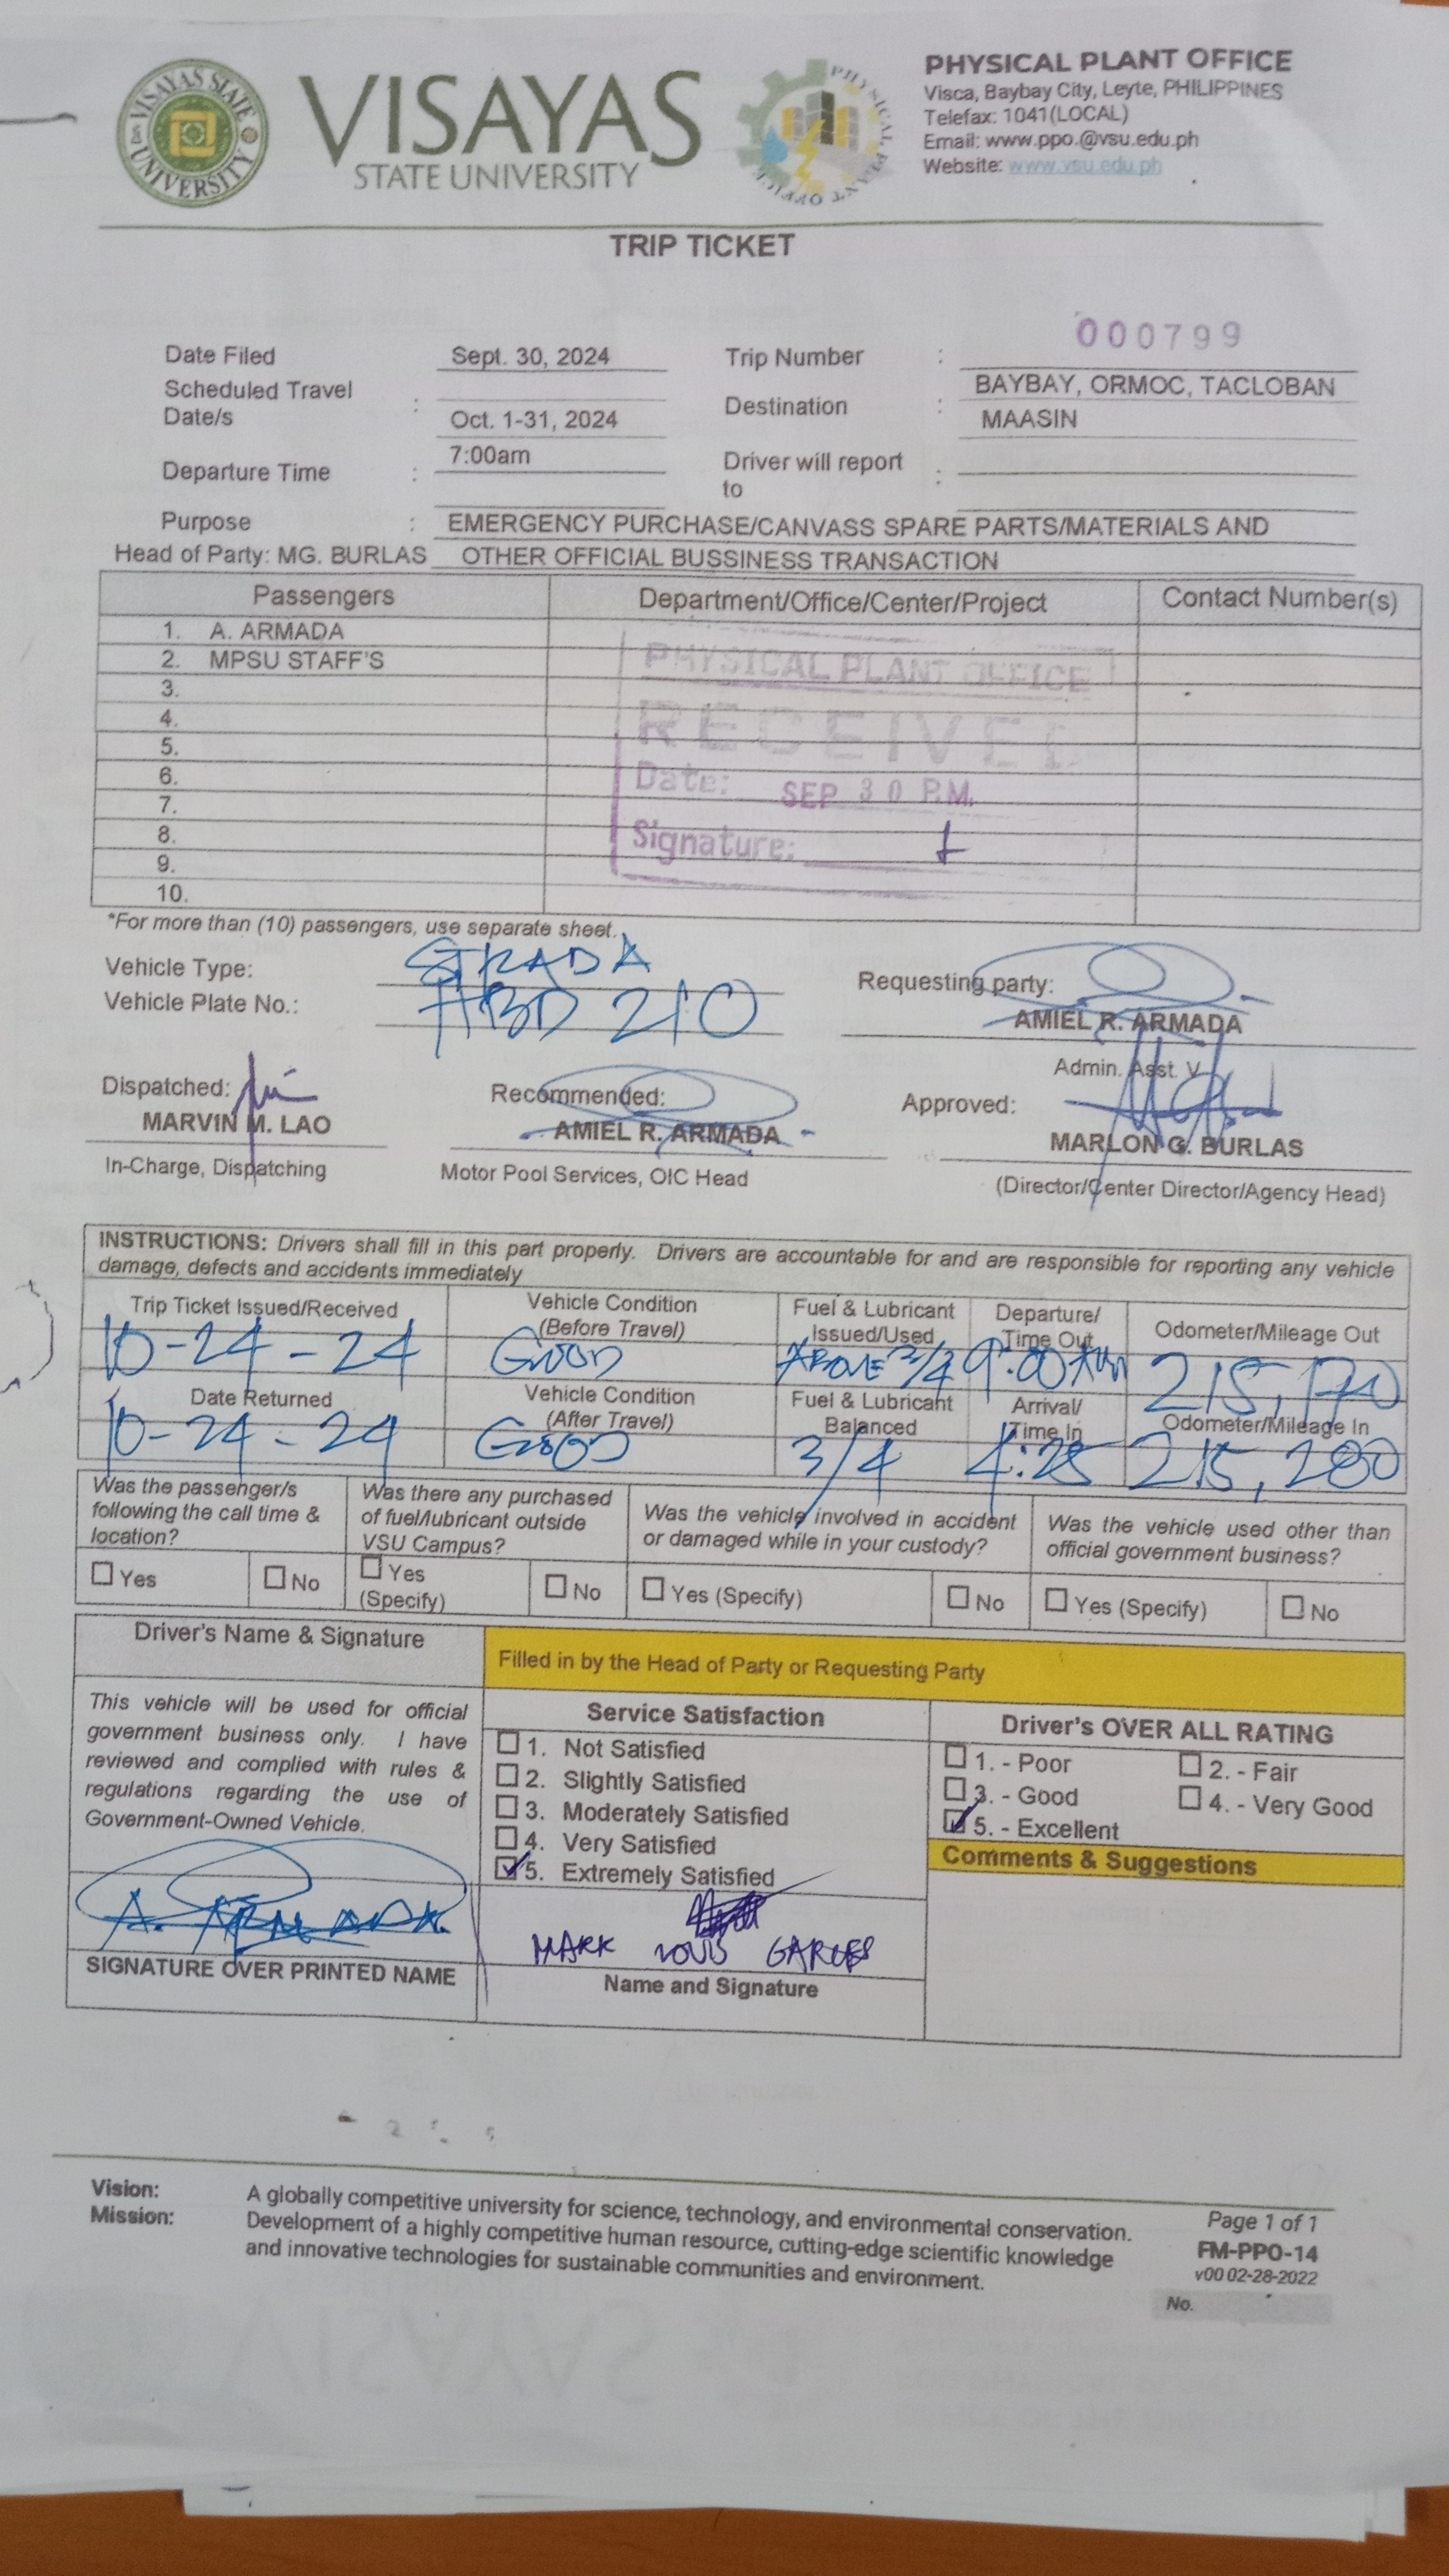 VISAYAS STATE UNIVERSITY
VISAYAS
STATE UNIVERSITY
PHYSICAL PLANT OFFICE
PHYSICAL PLANT OFFICE
Visca, Baybay City, Leyte, PHILIPPINES
Telefax: 1041(LOCAL)
Email: www.ppo.@vsu.edu.ph
Website: www.vsu.edu.ph
TRIP TICKET
000799
Date Filed Sept. 30, 2024 Trip Number :
Scheduled Travel Date/s : Oct. 1-31, 2024 Destination : BAYBAY, ORMOC, TACLOBAN
MAASIN
Departure Time : 7:00am Driver will report to :
Purpose : EMERGENCY PURCHASE/CANVASS SPARE PARTS/MATERIALS AND
Head of Party: MG. BURLAS OTHER OFFICIAL BUSSINESS TRANSACTION
Passengers Department/Office/Center/Project Contact Number(s)
1. A. ARMADA
2. MPSU STAFF'S
3.
4.
5.
6.
7.
8.
9.
10.
PHYSICAL PLANT OFFICE
RECEIVED
Date: SEP 30 P.M.
Signature:
*For more than (10) passengers, use separate sheet.
Vehicle Type: STRADA
Vehicle Plate No.: ABD 210
Requesting party:
AMIEL R. ARMADA
Admin. Asst. V
Dispatched: Recommended: Approved:
MARVIN M. LAO AMIEL R. ARMADA MARLON G. BURLAS
In-Charge, Dispatching Motor Pool Services, OIC Head (Director/Center Director/Agency Head)
INSTRUCTIONS: Drivers shall fill in this part properly. Drivers are accountable for and are responsible for reporting any vehicle
damage, defects and accidents immediately
Trip Ticket Issued/Received Vehicle Condition (Before Travel) Fuel & Lubricant Issued/Used Departure/ Time Out Odometer/Mileage Out
10-24-24 GOOD ABOVE 3/4 9:00 AM 215,170
Date Returned Vehicle Condition (After Travel) Fuel & Lubricant Balanced Arrival/ Time In Odometer/Mileage In
10-24-24 GOOD 3/4 4:25 215,280
Was the passenger/s following the call time & location?
Was there any purchased of fuel/lubricant outside VSU Campus?
Was the vehicle involved in accident or damaged while in your custody?
Was the vehicle used other than official government business?
Yes No Yes (Specify) No Yes (Specify) No Yes (Specify) No
Driver's Name & Signature
Filled in by the Head of Party or Requesting Party
This vehicle will be used for official
government business only. I have
reviewed and complied with rules &
regulations regarding the use of
Government-Owned Vehicle.
A. ARMADA
SIGNATURE OVER PRINTED NAME
Service Satisfaction
1. Not Satisfied
2. Slightly Satisfied
3. Moderately Satisfied
4. Very Satisfied
5. Extremely Satisfied
MARK LOUIS GARCES
Name and Signature
Driver's OVER ALL RATING
1. - Poor 2. - Fair
3. - Good 4. - Very Good
5. - Excellent
Comments & Suggestions
Vision: A globally competitive university for science, technology, and environmental conservation.
Mission: Development of a highly competitive human resource, cutting-edge scientific knowledge
and innovative technologies for sustainable communities and environment.
Page 1 of 1
FM-PPO-14
v00 02-28-2022
No.